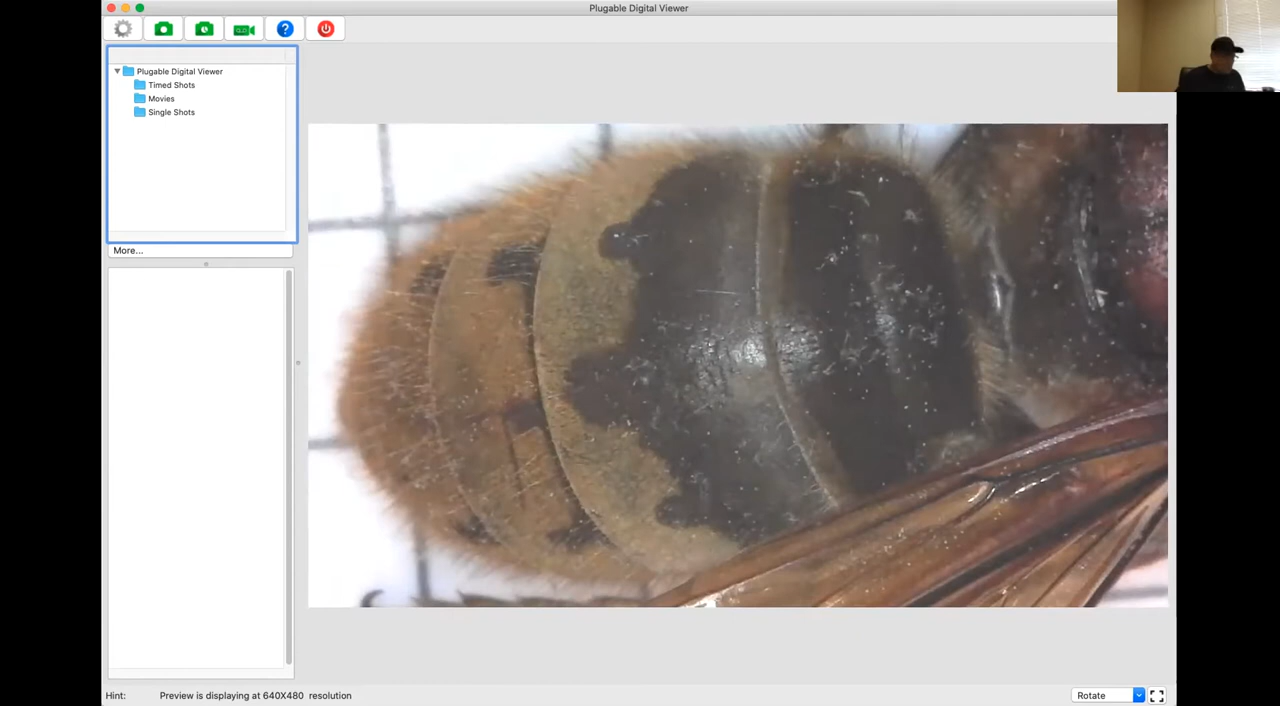 Plugable Digital Viewer
Plugable Digital Viewer
Timed Shots
Movies
Single Shots
More...
Hint: Preview is displaying at 640X480 resolution
Rotate